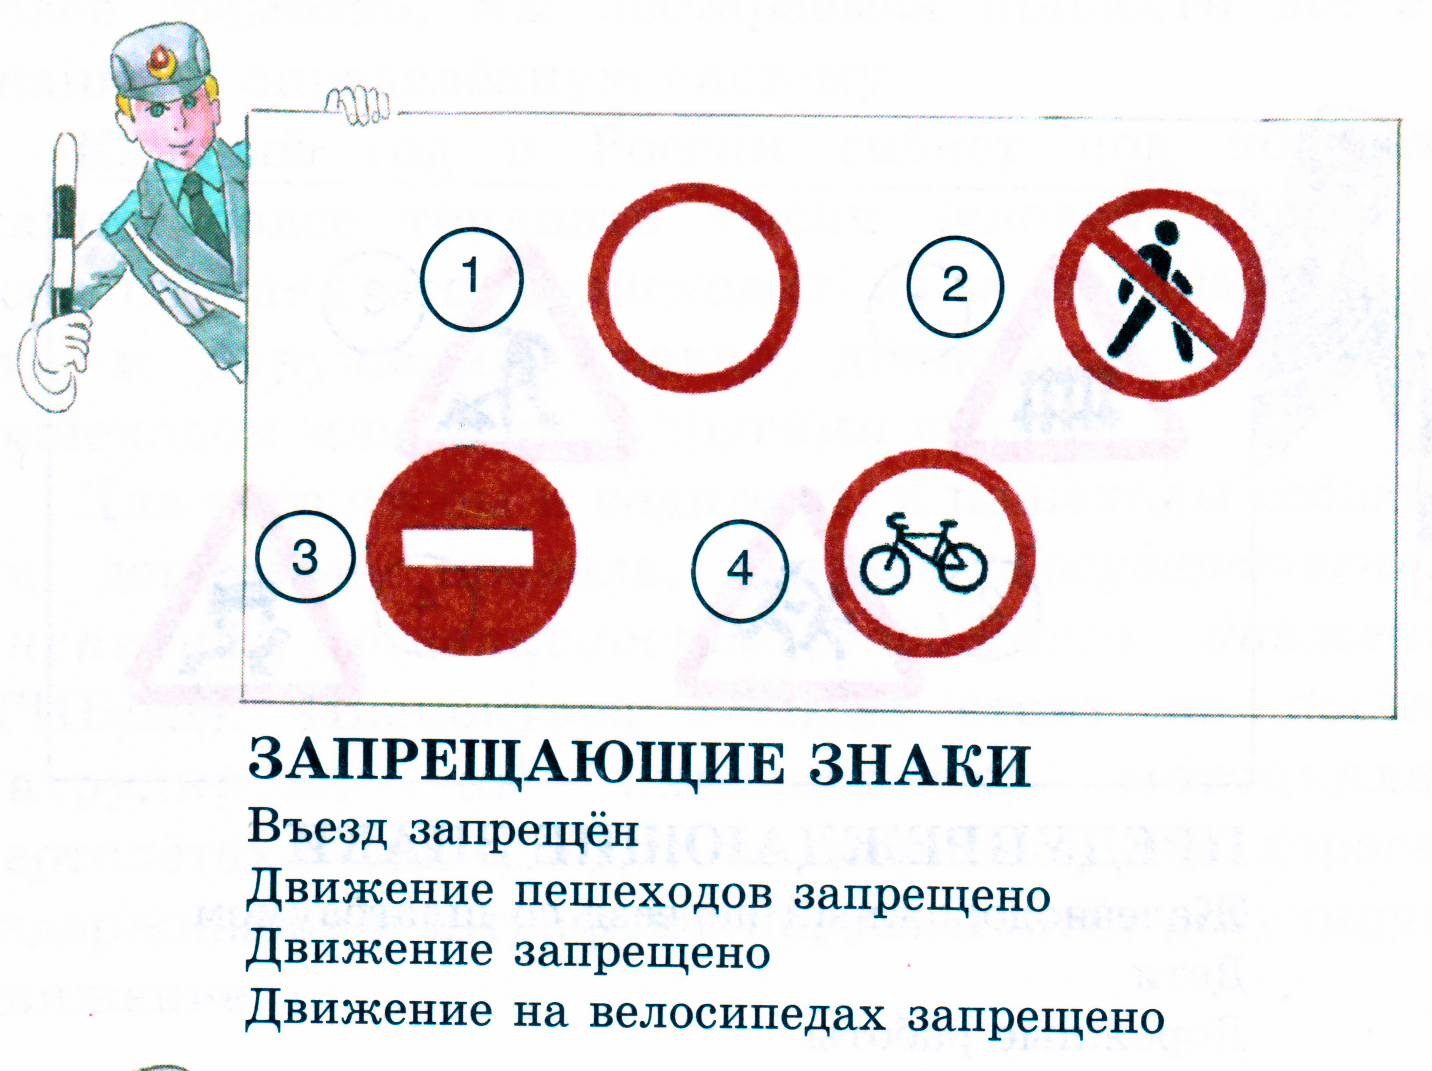 1
2
3
4
ЗАПРЕЩАЮЩИЕ ЗНАКИ
Въезд запрещён
Движение пешеходов запрещено
Движение запрещено
Движение на велосипедах запрещено